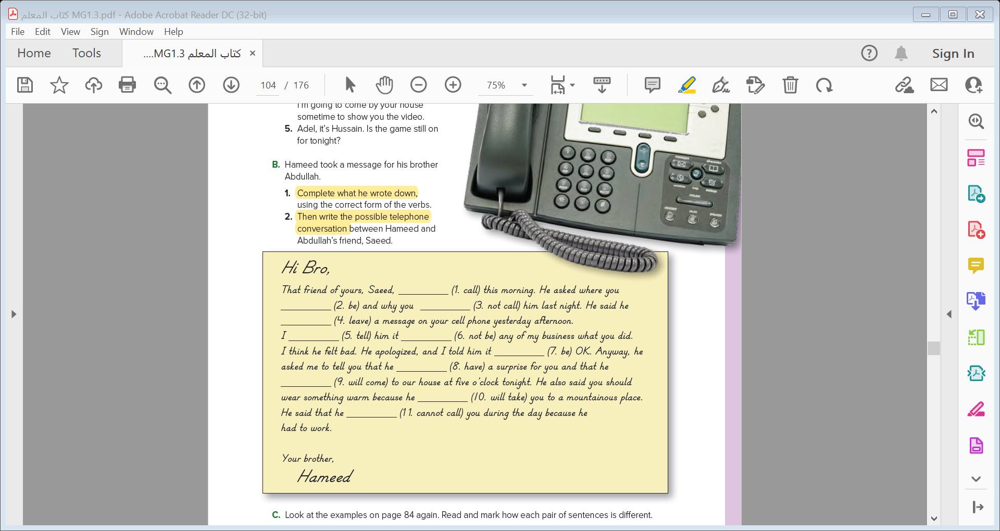 كتاب المعلم MG1.3.pdf - Adobe Acrobat Reader DC (32-bit)
File Edit View Sign Window Help
Home Tools كتاب المعلم MG1.3.... × Sign In
104 / 176 75%
I'm going to come by your house
sometime to show you the video.
5. Adel, it's Hussain. Is the game still on
for tonight?
B. Hameed took a message for his brother
Abdullah.
1. Complete what he wrote down,
using the correct form of the verbs.
2. Then write the possible telephone
conversation between Hameed and
Abdullah's friend, Saeed.
Hi Bro,
That friend of yours, Saeed, __________ (1. call) this morning. He asked where you
__________ (2. be) and why you __________ (3. not call) him last night. He said he
__________ (4. leave) a message on your cell phone yesterday afternoon.
I __________ (5. tell) him it __________ (6. not be) any of my business what you did.
I think he felt bad. He apologized, and I told him it __________ (7. be) OK. Anyway, he
asked me to tell you that he __________ (8. have) a surprise for you and that he
__________ (9. will come) to our house at five o'clock tonight. He also said you should
wear something warm because he __________ (10. will take) you to a mountainous place.
He said that he __________ (11. cannot call) you during the day because he
had to work.
Your brother,
Hameed
C. Look at the examples on page 84 again. Read and mark how each pair of sentences is different.